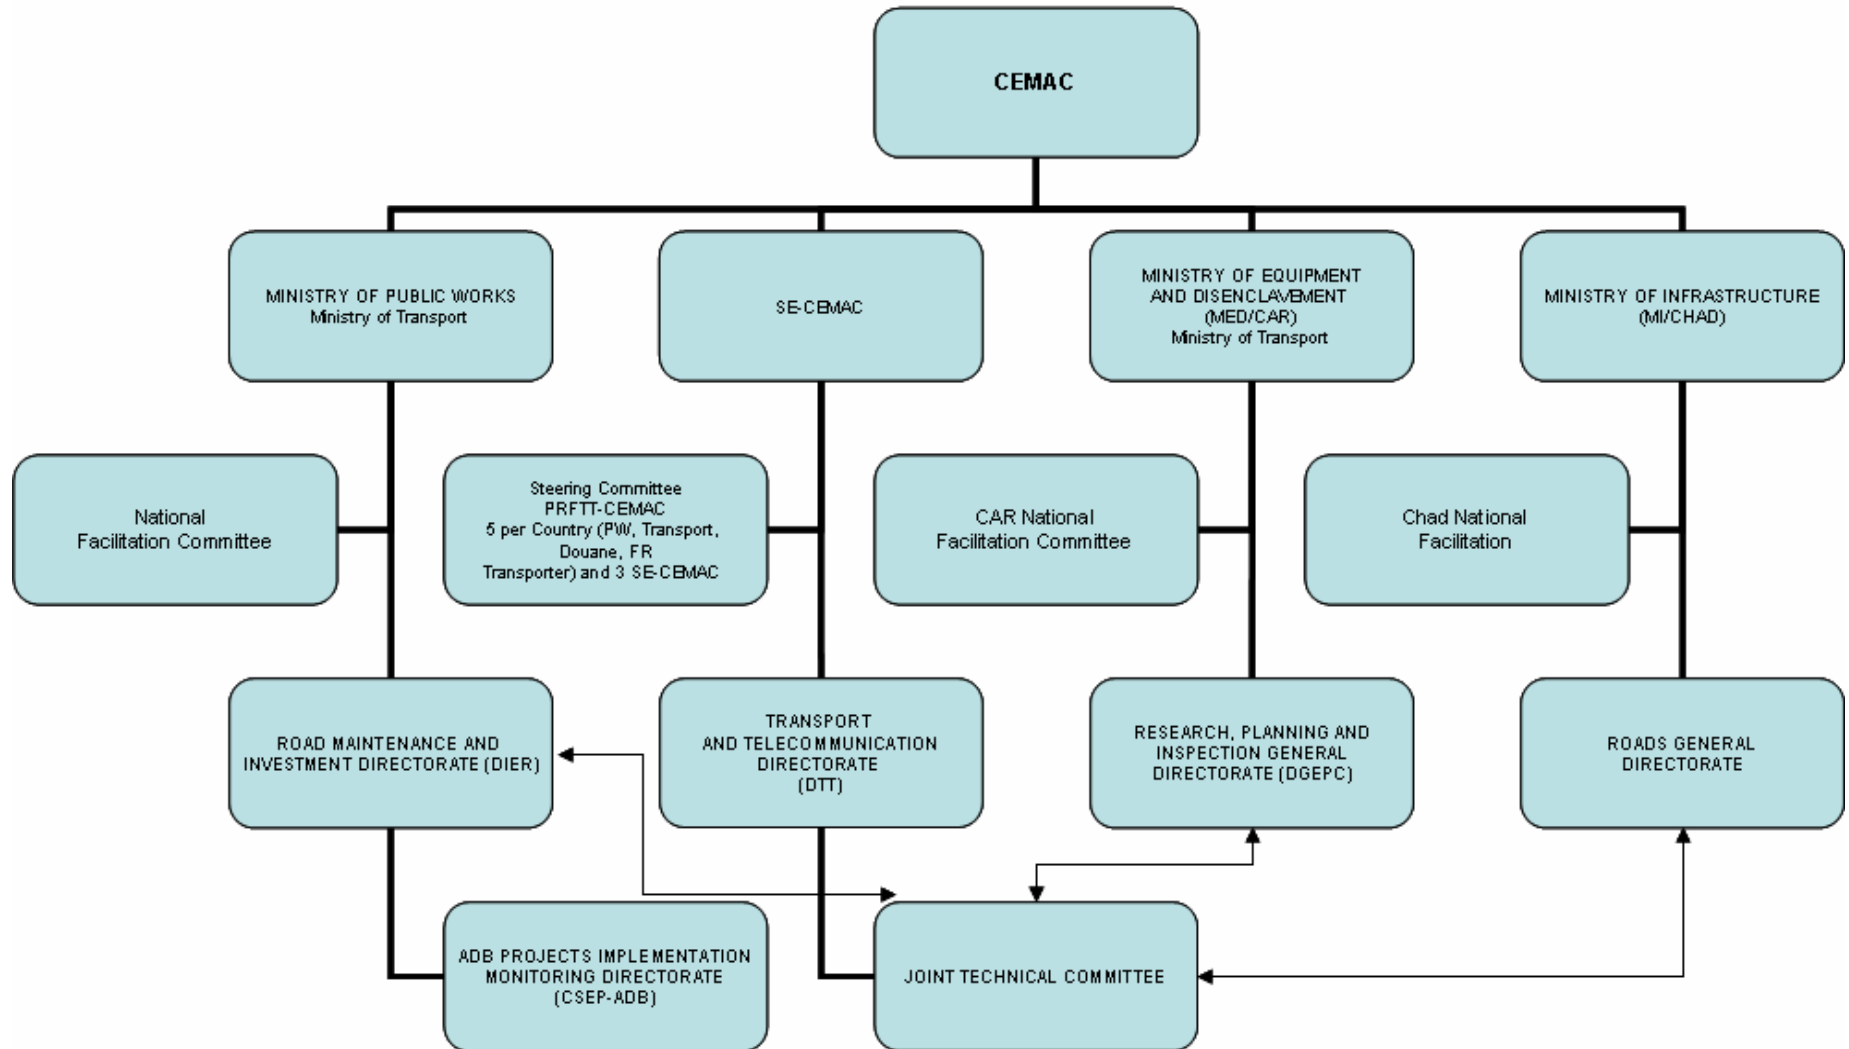 CEMAC
MINISTRY OF PUBLIC WORKS
Ministry of Transport
SE-CEMAC
MINISTRY OF EQUIPMENT
AND DISENCLAVEMENT
(MED/CAR)
Ministry of Transport
MINISTRY OF INFRASTRUCTURE
(MI/CHAD)
National
Facilitation Committee
Steering Committee
PRFTT-CEMAC
5 per Country (PW, Transport,
Douane, FR
Transporter) and 3 SE-CEMAC
CAR National
Facilitation Committee
Chad National
Facilitation
ROAD MAINTENANCE AND
INVESTMENT DIRECTORATE (DIER)
TRANSPORT
AND TELECOMMUNICATION
DIRECTORATE
(DTT)
RESEARCH, PLANNING AND
INSPECTION GENERAL
DIRECTORATE (DGEPC)
ROADS GENERAL
DIRECTORATE
ADB PROJECTS IMPLEMENTATION
MONITORING DIRECTORATE
(CSEP-ADB)
JOINT TECHNICAL COMMITTEE